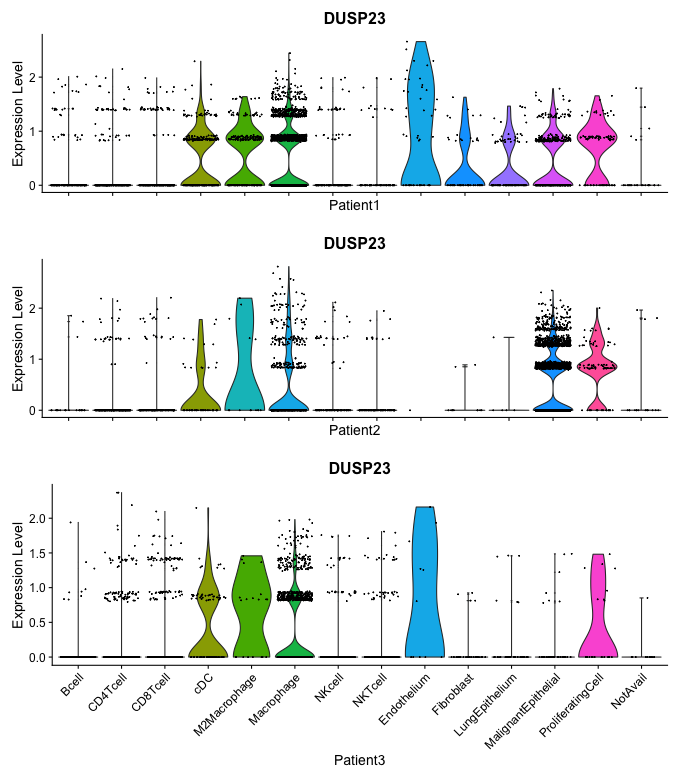 DUSP23
Expression Level
2
1
0
Patient1
DUSP23
Expression Level
2
1
0
Patient2
DUSP23
Expression Level
2.0
1.5
1.0
0.5
0.0
Bcell
CD4Tcell
CD8Tcell
cDC
M2Macrophage
Macrophage
NKcell
NKTcell
Endothelium
Fibroblast
LungEpithelium
MalignantEpithelial
ProliferatingCell
NotAvail
Patient3